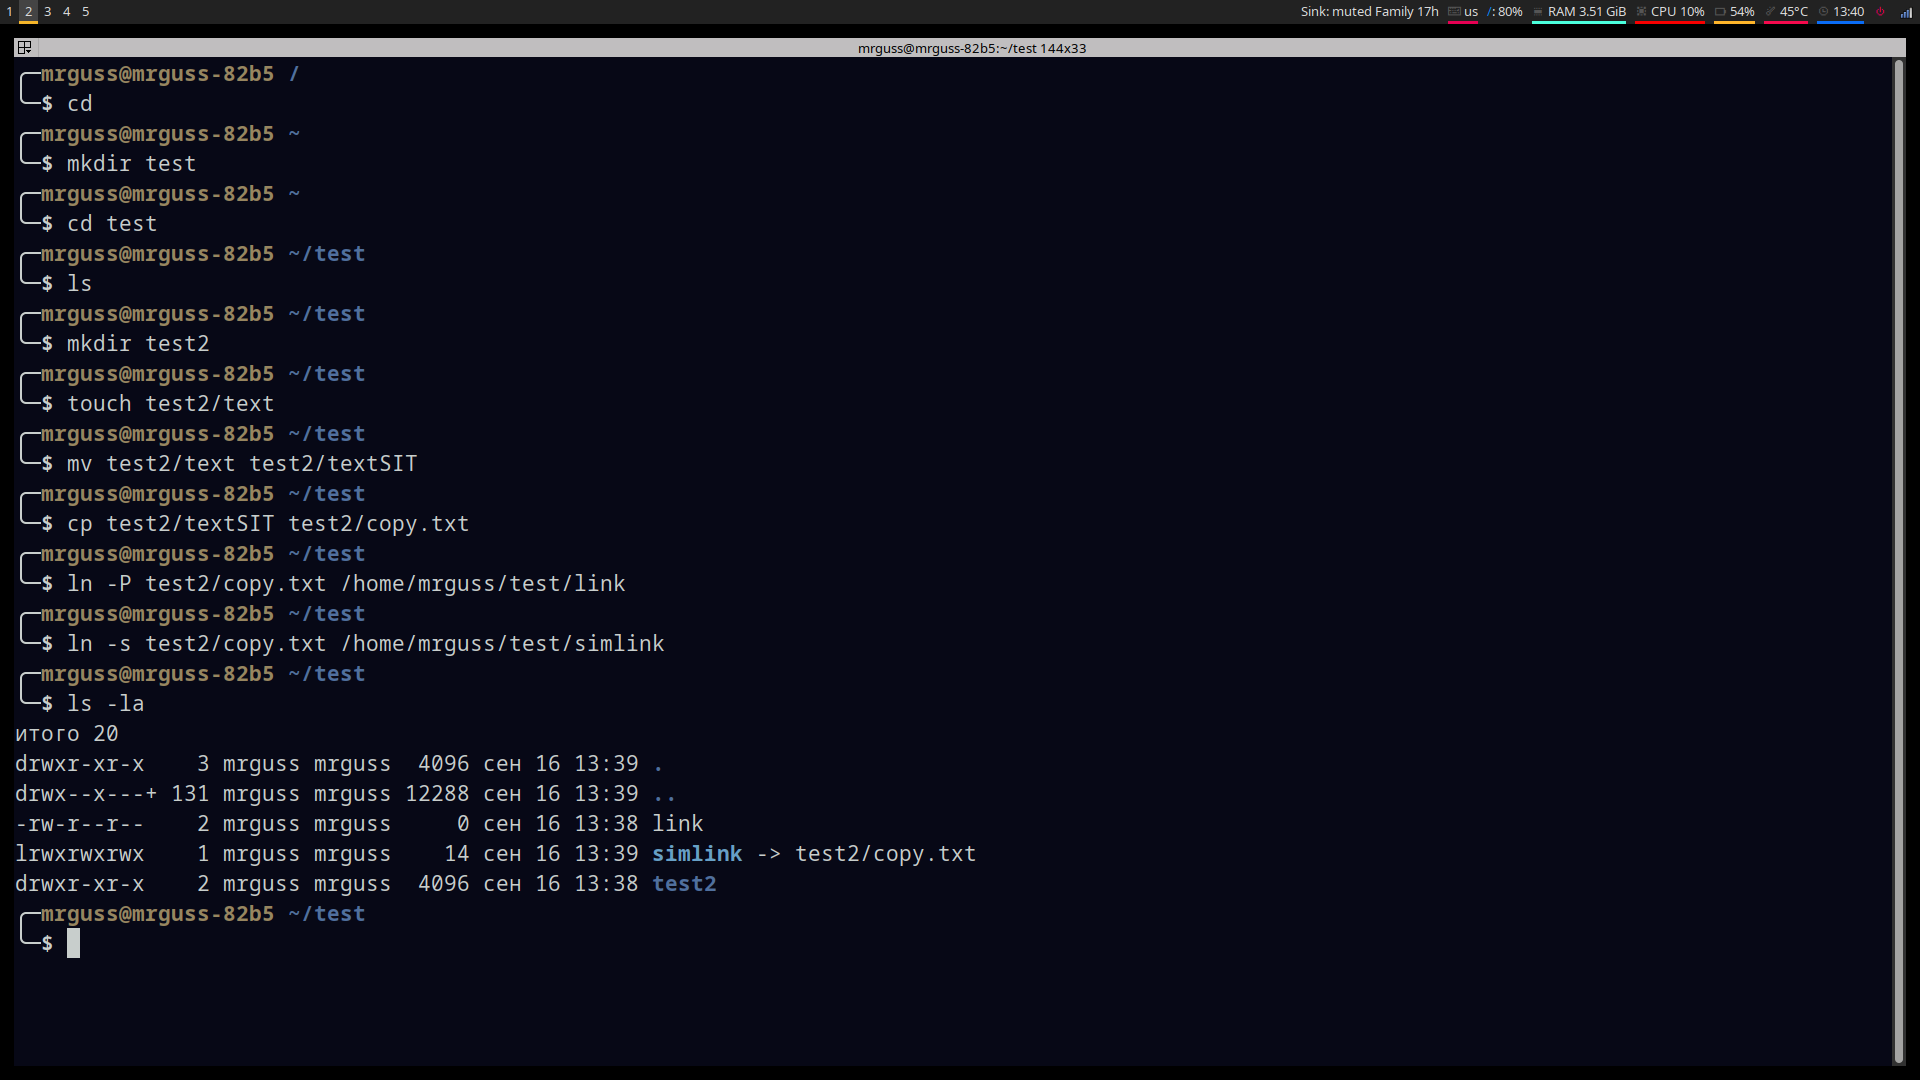 1 2 3 4 5 Sink: muted Family 17h us /: 80% RAM 3.51 GiB CPU 10% 54% 45°C 13:40
mrguss@mrguss-82b5:~/test 144x33
mrguss@mrguss-82b5 /
$ cd
mrguss@mrguss-82b5 ~
$ mkdir test
mrguss@mrguss-82b5 ~
$ cd test
mrguss@mrguss-82b5 ~/test
$ ls
mrguss@mrguss-82b5 ~/test
$ mkdir test2
mrguss@mrguss-82b5 ~/test
$ touch test2/text
mrguss@mrguss-82b5 ~/test
$ mv test2/text test2/textSIT
mrguss@mrguss-82b5 ~/test
$ cp test2/textSIT test2/copy.txt
mrguss@mrguss-82b5 ~/test
$ ln -P test2/copy.txt /home/mrguss/test/link
mrguss@mrguss-82b5 ~/test
$ ln -s test2/copy.txt /home/mrguss/test/simlink
mrguss@mrguss-82b5 ~/test
$ ls -la
итого 20
drwxr-xr-x    3 mrguss mrguss  4096 сен 16 13:39 .
drwx--x---+ 131 mrguss mrguss 12288 сен 16 13:39 ..
-rw-r--r--    2 mrguss mrguss     0 сен 16 13:38 link
lrwxrwxrwx    1 mrguss mrguss    14 сен 16 13:39 simlink -> test2/copy.txt
drwxr-xr-x    2 mrguss mrguss  4096 сен 16 13:38 test2
mrguss@mrguss-82b5 ~/test
$